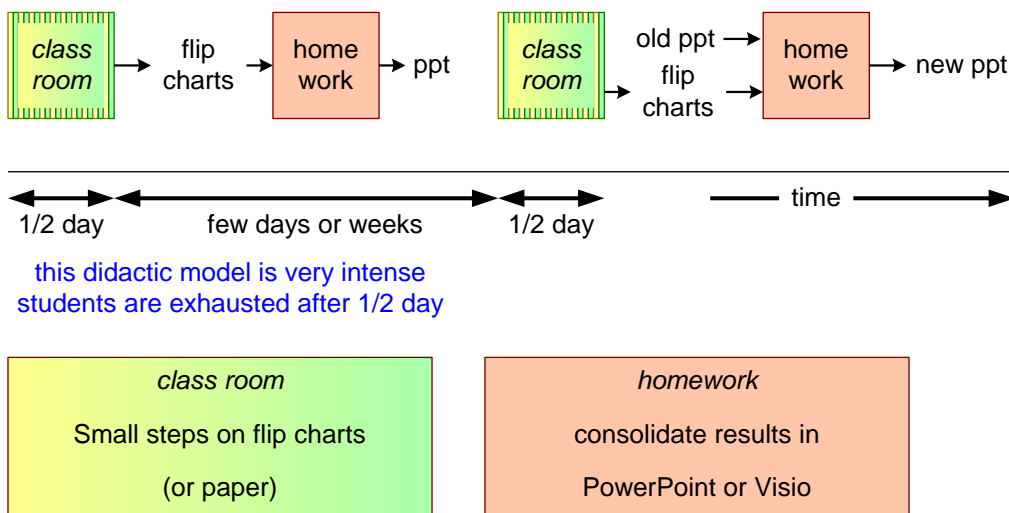 class
room
flip
charts
home
work
ppt
class
room
old ppt
flip
charts
home
work
new ppt
1/2 day
few days or weeks
1/2 day
time
this didactic model is very intense
students are exhausted after 1/2 day
class room
Small steps on flip charts
(or paper)
homework
consolidate results in
PowerPoint or Visio